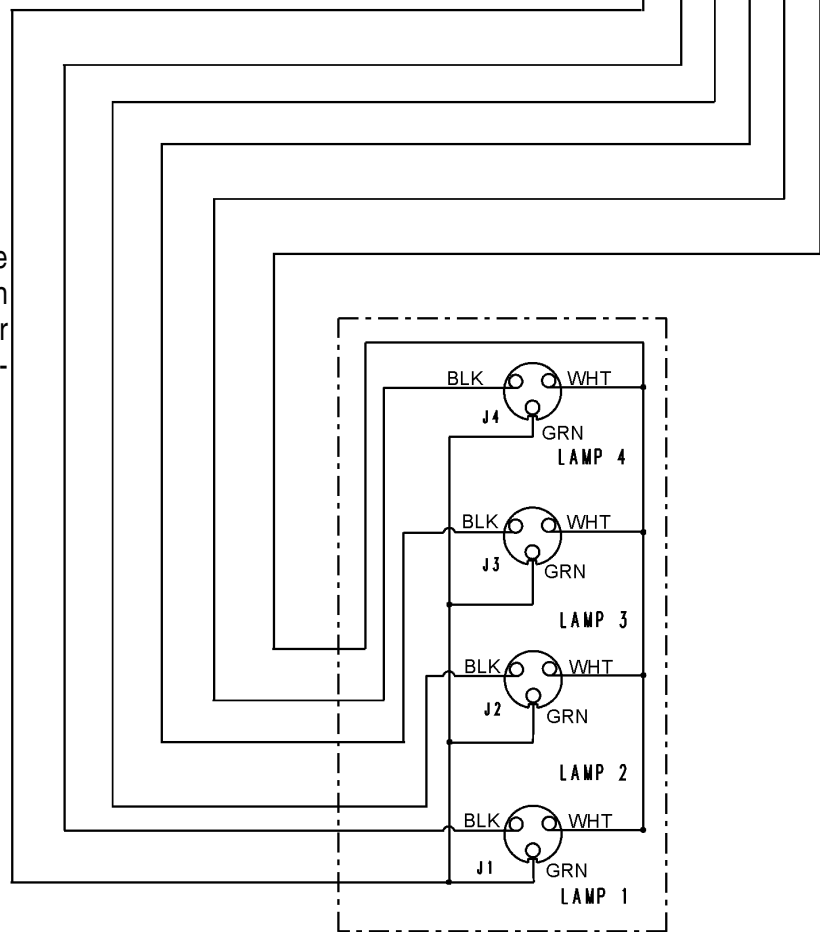 e
n
r
-
BLK WHT
J4
GRN
LAMP 4
BLK WHT
J3
GRN
LAMP 3
BLK WHT
J2
GRN
LAMP 2
BLK WHT
J1
GRN
LAMP 1